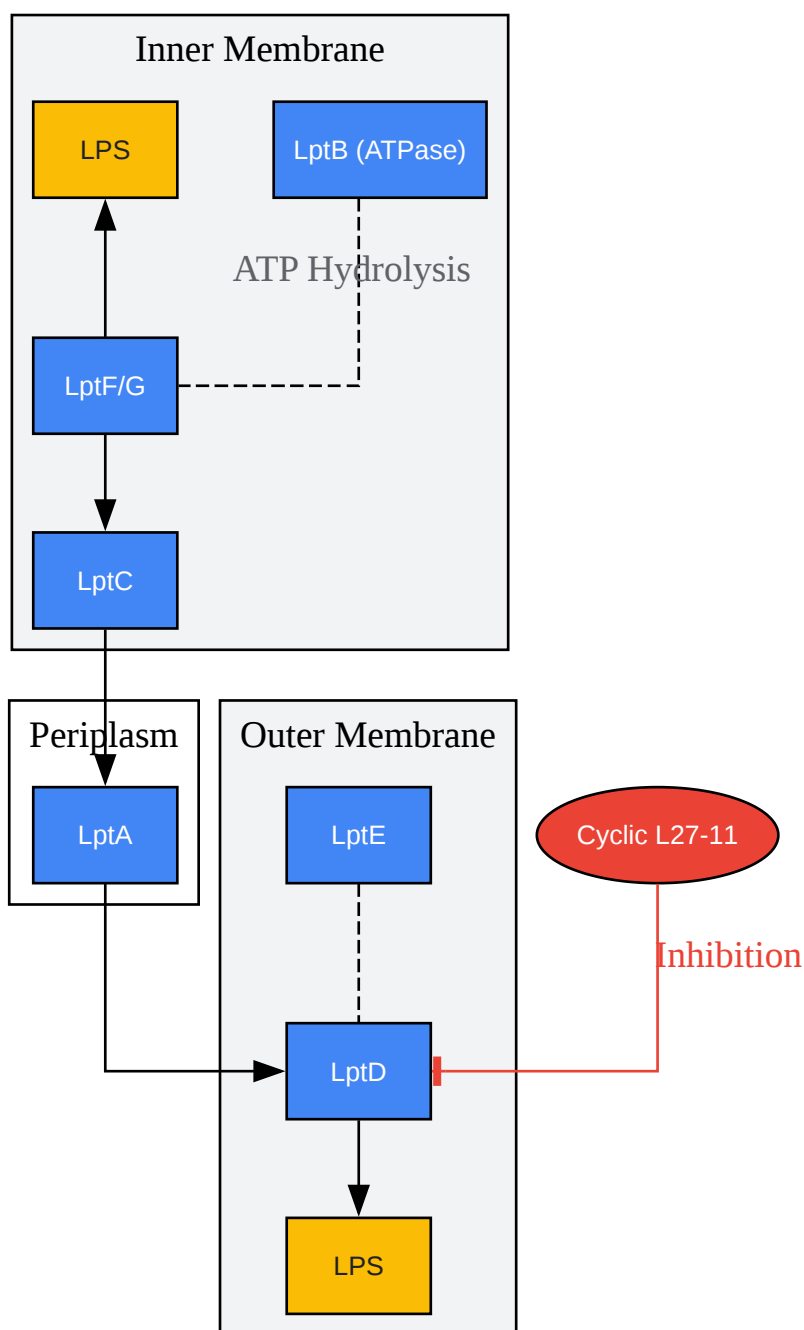 Inner Membrane
LPS
LptB (ATPase)
ATP Hydrolysis
LptF/G
LptC
Periplasm
Outer Membrane
LptA
LptE
Cyclic L27-11
Inhibition
LptD
LPS